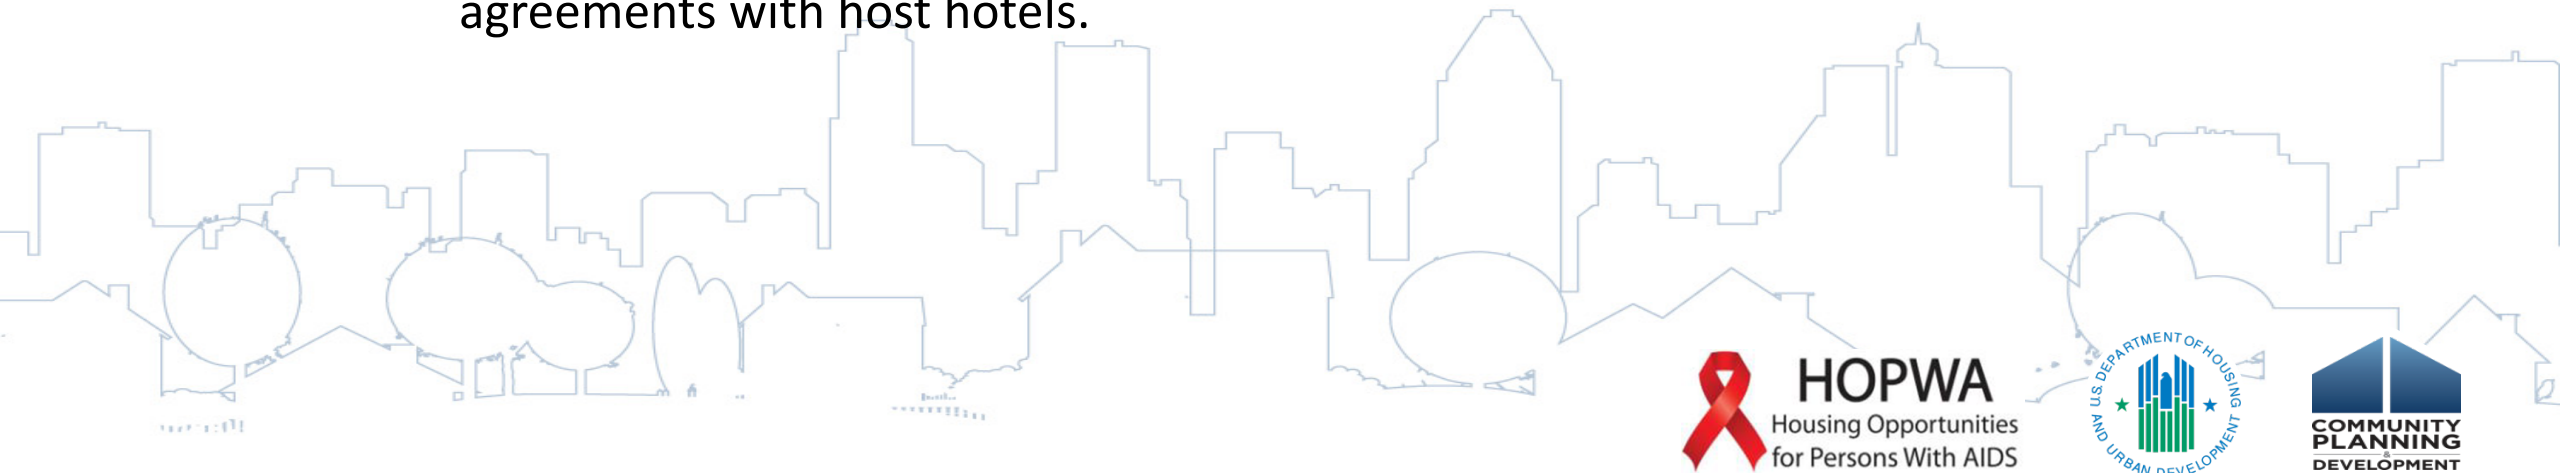 agreements with host hotels.
HOPWA
Housing Opportunities
for Persons With AIDS
U.S. DEPARTMENT OF HOUSING
AND URBAN DEVELOPMENT
COMMUNITY
PLANNING
&
DEVELOPMENT